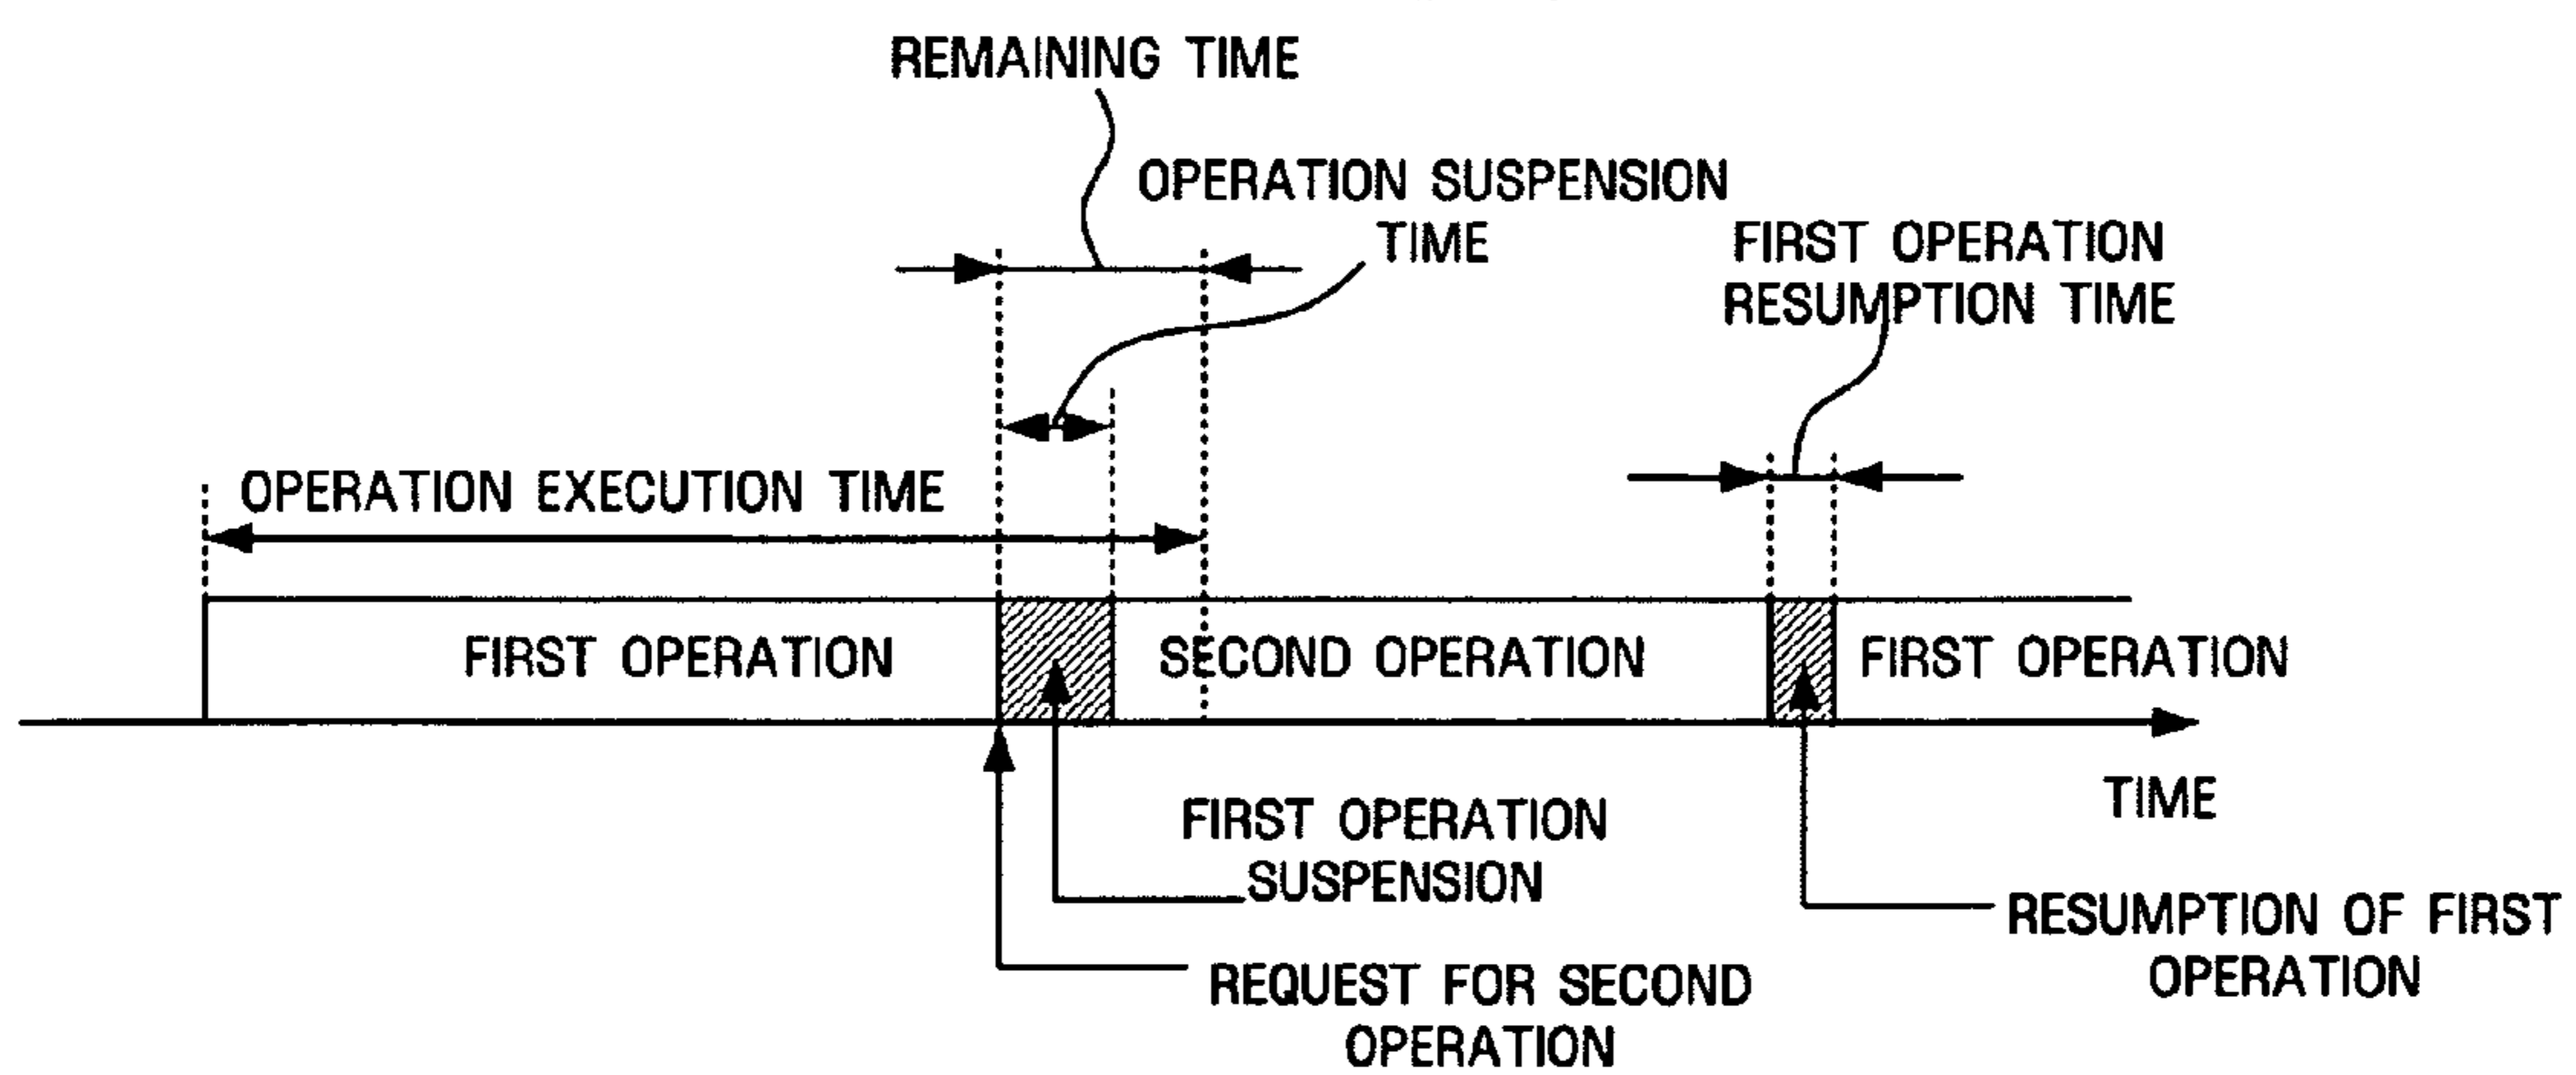 REMAINING TIME
OPERATION SUSPENSION
TIME
FIRST OPERATION
RESUMPTION TIME
OPERATION EXECUTION TIME
FIRST OPERATION
SECOND OPERATION
FIRST OPERATION
TIME
FIRST OPERATION
SUSPENSION
RESUMPTION OF FIRST
OPERATION
REQUEST FOR SECOND
OPERATION